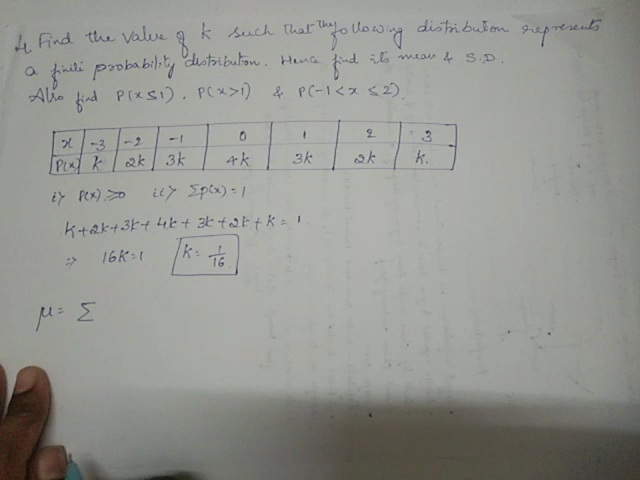 4. Find the value of k such that the following distribution represents
a finite probability distribution. Hence find its mean & S.D.
Also find P(x≤1), P(x>1) & P(-1<x≤2).
x -3 -2 -1 0 1 2 3
P(x) k 2k 3k 4k 3k 2k k.
i> P(x)≥0 ii> Σp(x)=1
k+2k+3k+4k+3k+2k+k=1.
⇒ 16k=1 k=1/16.
μ= Σ